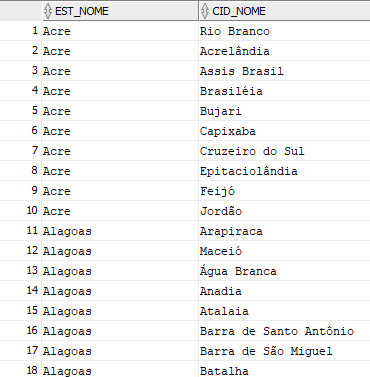 EST_NOME CID_NOME
1 Acre Rio Branco
2 Acre Acrelândia
3 Acre Assis Brasil
4 Acre Brasiléia
5 Acre Bujari
6 Acre Capixaba
7 Acre Cruzeiro do Sul
8 Acre Epitaciolândia
9 Acre Feijó
10 Acre Jordão
11 Alagoas Arapiraca
12 Alagoas Maceió
13 Alagoas Água Branca
14 Alagoas Anadia
15 Alagoas Atalaia
16 Alagoas Barra de Santo Antônio
17 Alagoas Barra de São Miguel
18 Alagoas Batalha